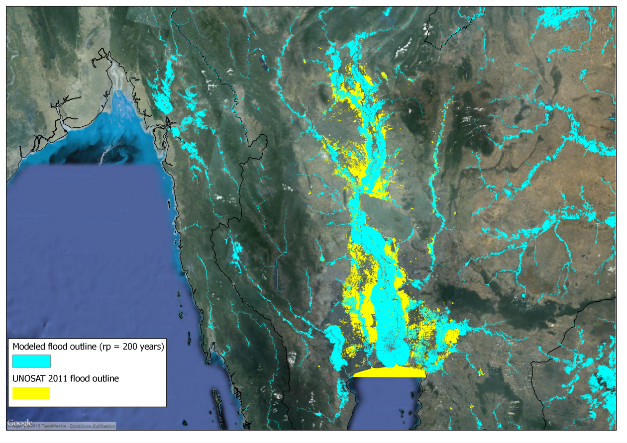 Modeled flood outline (rp = 200 years)
UNOSAT 2011 flood outline
Google